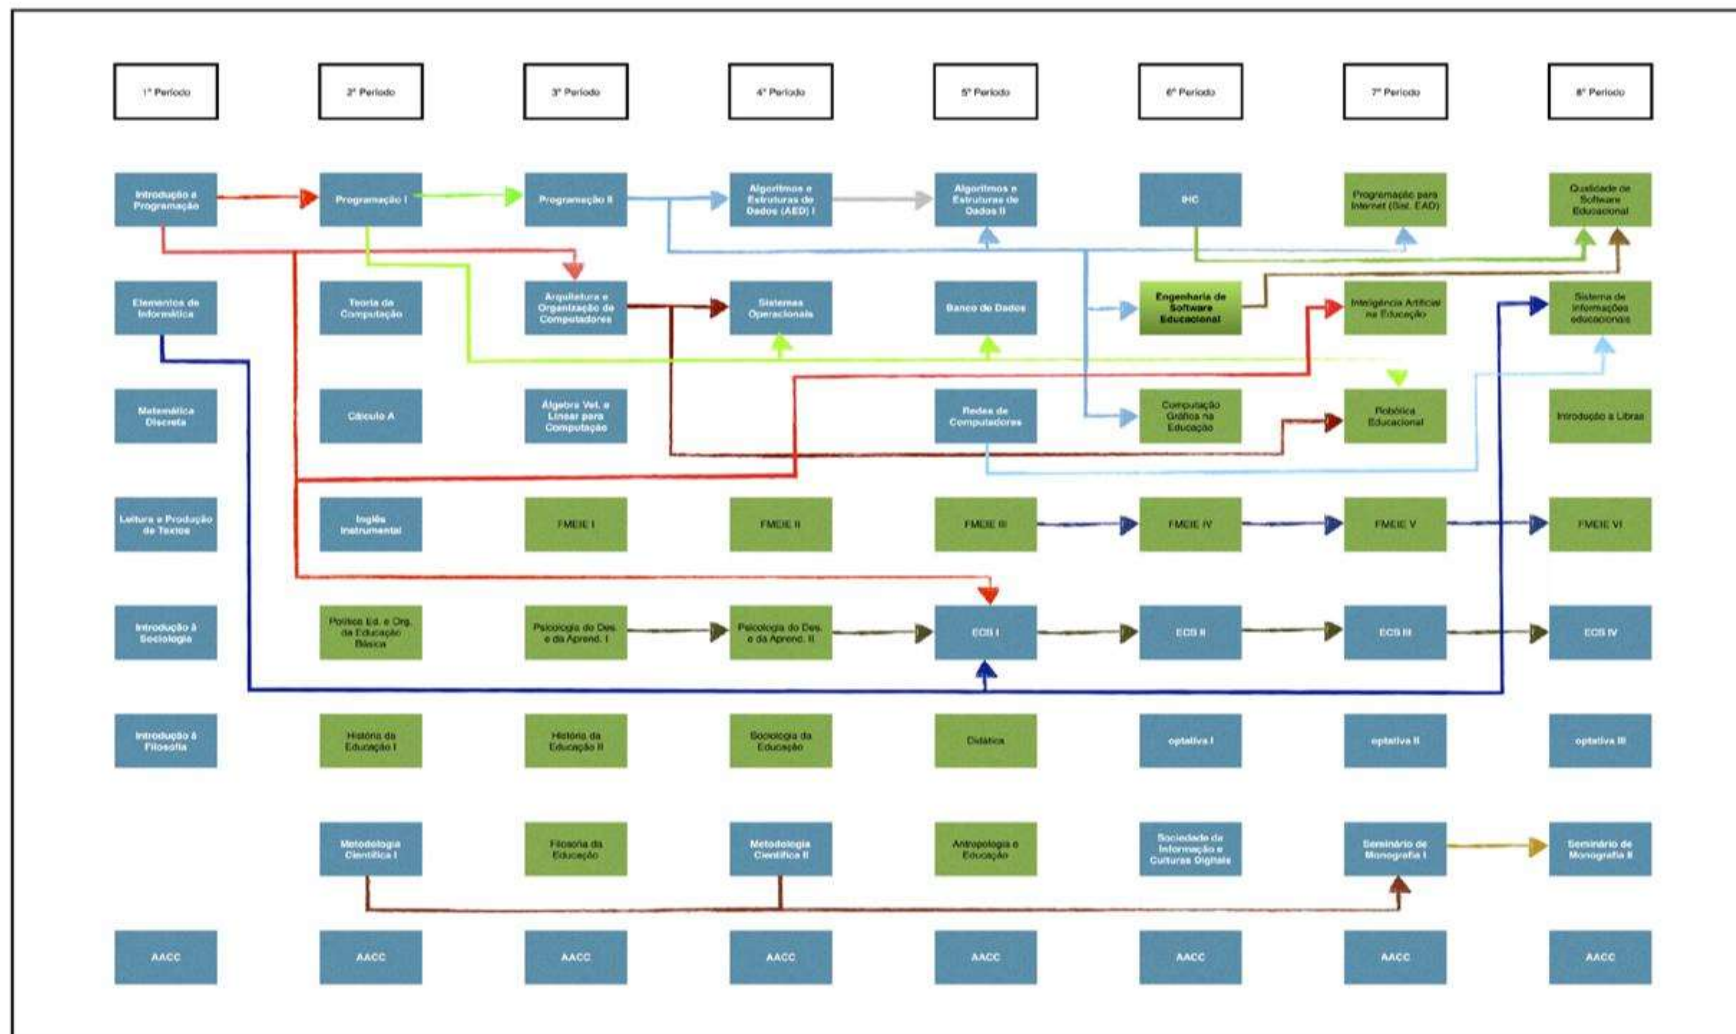 1º Período
2º Período
3º Período
4º Período
5º Período
6º Período
7º Período
8º Período
Introdução a
Programação
Programação I
Programação II
Algoritmos e
Estruturas de
Dados (AED) I
Algoritmos e
Estruturas de
Dados II
IHC
Programação para
Internet (Sist. EAD)
Qualidade de
Software
Educacional
Elementos de
Informática
Teoria da
Computação
Arquitetura e
Organização de
Computadores
Sistemas
Operacionais
Banco de Dados
Engenharia de
Software
Educacional
Inteligência Artificial
na Educação
Sistema de
informações
educacionais
Matemática
Discreta
Cálculo A
Álgebra Vet. e
Linear para
Computação
Redes de
Computadores
Computação
Gráfica na
Educação
Robótica
Educacional
Introdução a Libras
Leitura e Produção
de Textos
Inglês
Instrumental
FMEIE I
FMEIE II
FMEIE III
FMEIE IV
FMEIE V
FMEIE VI
Introdução à
Sociologia
Política Ed. e Org.
da Educação
Básica
Psicologia do Des.
e da Aprend. I
Psicologia do Des.
e da Aprend. II
ECS I
ECS II
ECS III
ECS IV
Introdução à
Filosofia
História da
Educação I
História da
Educação II
Sociologia da
Educação
Didática
optativa I
optativa II
optativa III
Metodologia
Científica I
Filosofia da
Educação
Metodologia
Científica II
Antropologia e
Educação
Sociedade da
Informação e
Culturas Digitais
Seminário de
Monografia I
Seminário de
Monografia II
AACC
AACC
AACC
AACC
AACC
AACC
AACC
AACC